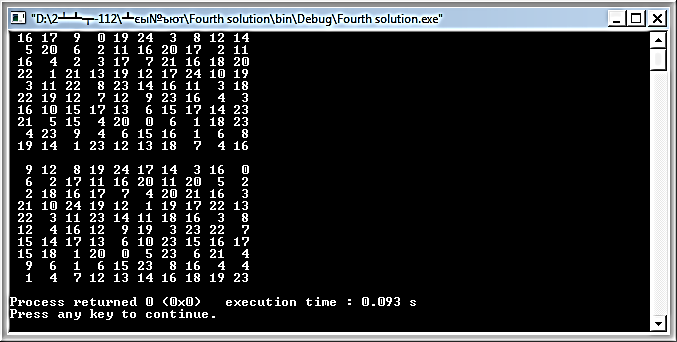 "D:\2┴┴┴┬-112\┴єы№ъют\Fourth solution\bin\Debug\Fourth solution.exe"
16 17 9 0 19 24 3 8 12 14
5 20 6 2 11 16 20 17 2 11
16 4 2 3 17 7 21 16 18 20
22 1 21 13 19 12 17 24 10 19
3 11 22 8 23 14 16 11 3 18
22 19 12 7 12 9 23 16 4 3
16 10 15 17 13 6 15 17 14 23
21 5 15 4 20 0 6 1 18 23
4 23 9 4 6 15 16 1 6 8
19 14 1 23 12 13 18 7 4 16
9 12 8 19 24 17 14 3 16 0
6 2 17 11 16 20 11 20 5 2
2 18 16 17 7 4 20 21 16 3
21 10 24 19 12 1 19 17 22 13
22 3 11 23 14 11 18 16 3 8
12 4 16 12 9 19 3 23 22 7
15 14 17 13 6 10 23 15 16 17
15 18 1 20 0 5 23 6 21 4
9 6 1 6 15 23 8 16 4 4
1 4 7 12 13 14 16 18 19 23
Process returned 0 (0x0) execution time : 0.093 s
Press any key to continue.